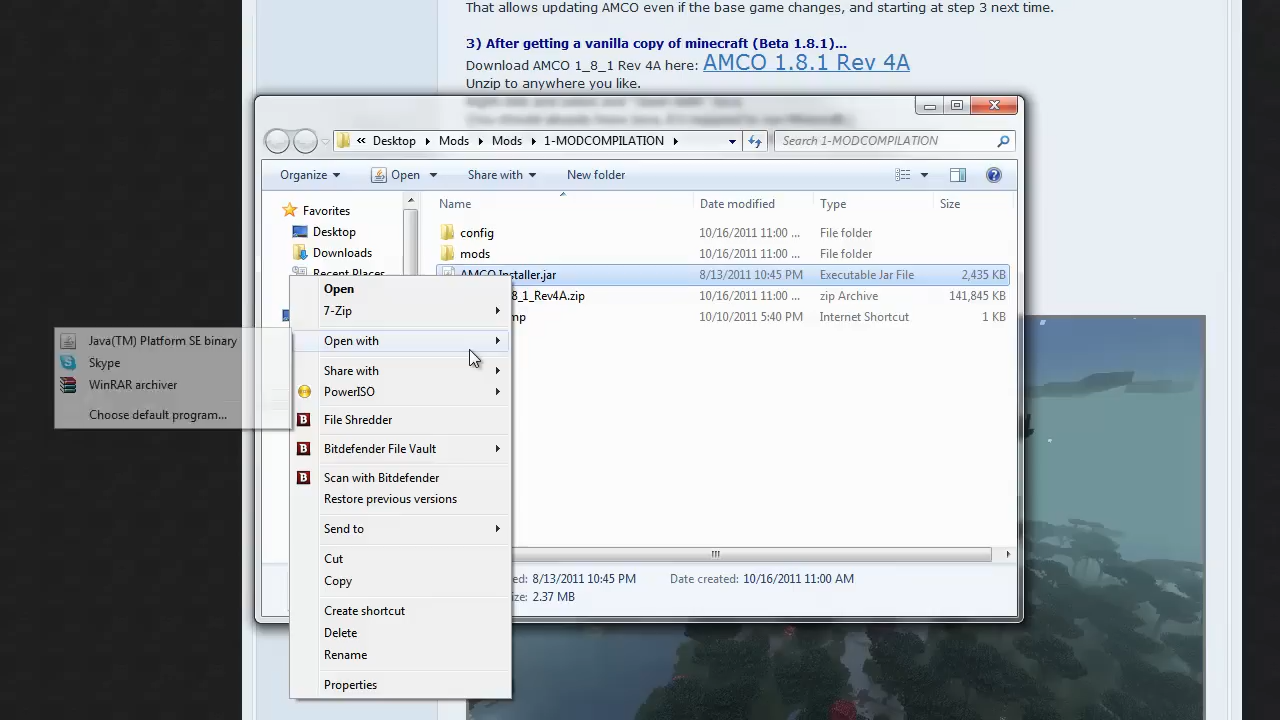 That allows updating AMCO even if the base game changes, and starting at step 3 next time.
3) After getting a vanilla copy of minecraft (Beta 1.8.1)...
Download AMCO 1_8_1 Rev 4A here: AMCO 1.8.1 Rev 4A
Unzip to anywhere you like.
« Desktop Mods Mods 1-MODCOMPILATION
Search 1-MODCOMPILATION
Organize Open Share with New folder
Name Date modified Type Size
Favorites
Desktop
Downloads
Recent Places
config 10/16/2011 11:00 ... File folder
mods 10/16/2011 11:00 ... File folder
AMCO Installer.jar 8/13/2011 10:45 PM Executable Jar File 2,435 KB
8_1_Rev4A.zip 10/16/2011 11:00 ... zip Archive 141,845 KB
mp 10/10/2011 5:40 PM Internet Shortcut 1 KB
Open
7-Zip
Open with
Share with
PowerISO
File Shredder
Bitdefender File Vault
Scan with Bitdefender
Restore previous versions
Send to
Cut
Copy
Create shortcut
Delete
Rename
Properties
Java(TM) Platform SE binary
Skype
WinRAR archiver
Choose default program...
ed: 8/13/2011 10:45 PM Date created: 10/16/2011 11:00 AM
ize: 2.37 MB